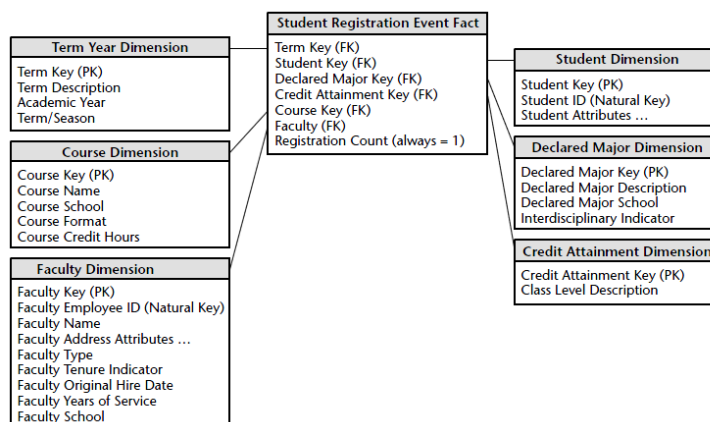 Student Registration Event Fact
Term Key (FK)
Student Key (FK)
Declared Major Key (FK)
Credit Attainment Key (FK)
Course Key (FK)
Faculty (FK)
Registration Count (always = 1)
Term Year Dimension
Term Key (PK)
Term Description
Academic Year
Term/Season
Course Dimension
Course Key (PK)
Course Name
Course School
Course Format
Course Credit Hours
Faculty Dimension
Faculty Key (PK)
Faculty Employee ID (Natural Key)
Faculty Name
Faculty Address Attributes ...
Faculty Type
Faculty Tenure Indicator
Faculty Original Hire Date
Faculty Years of Service
Faculty School
Student Dimension
Student Key (PK)
Student ID (Natural Key)
Student Attributes ...
Declared Major Dimension
Declared Major Key (PK)
Declared Major Description
Declared Major School
Interdisciplinary Indicator
Credit Attainment Dimension
Credit Attainment Key (PK)
Class Level Description